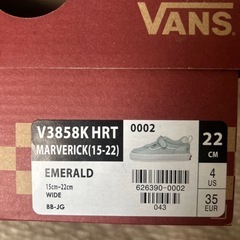 VANS
V3858K HRT
MARVERICK(15-22)
0002
22
CM
EMERALD
15cm~22cm
WIDE
BB-JG
626390-0002
043
4
US
35
EUR